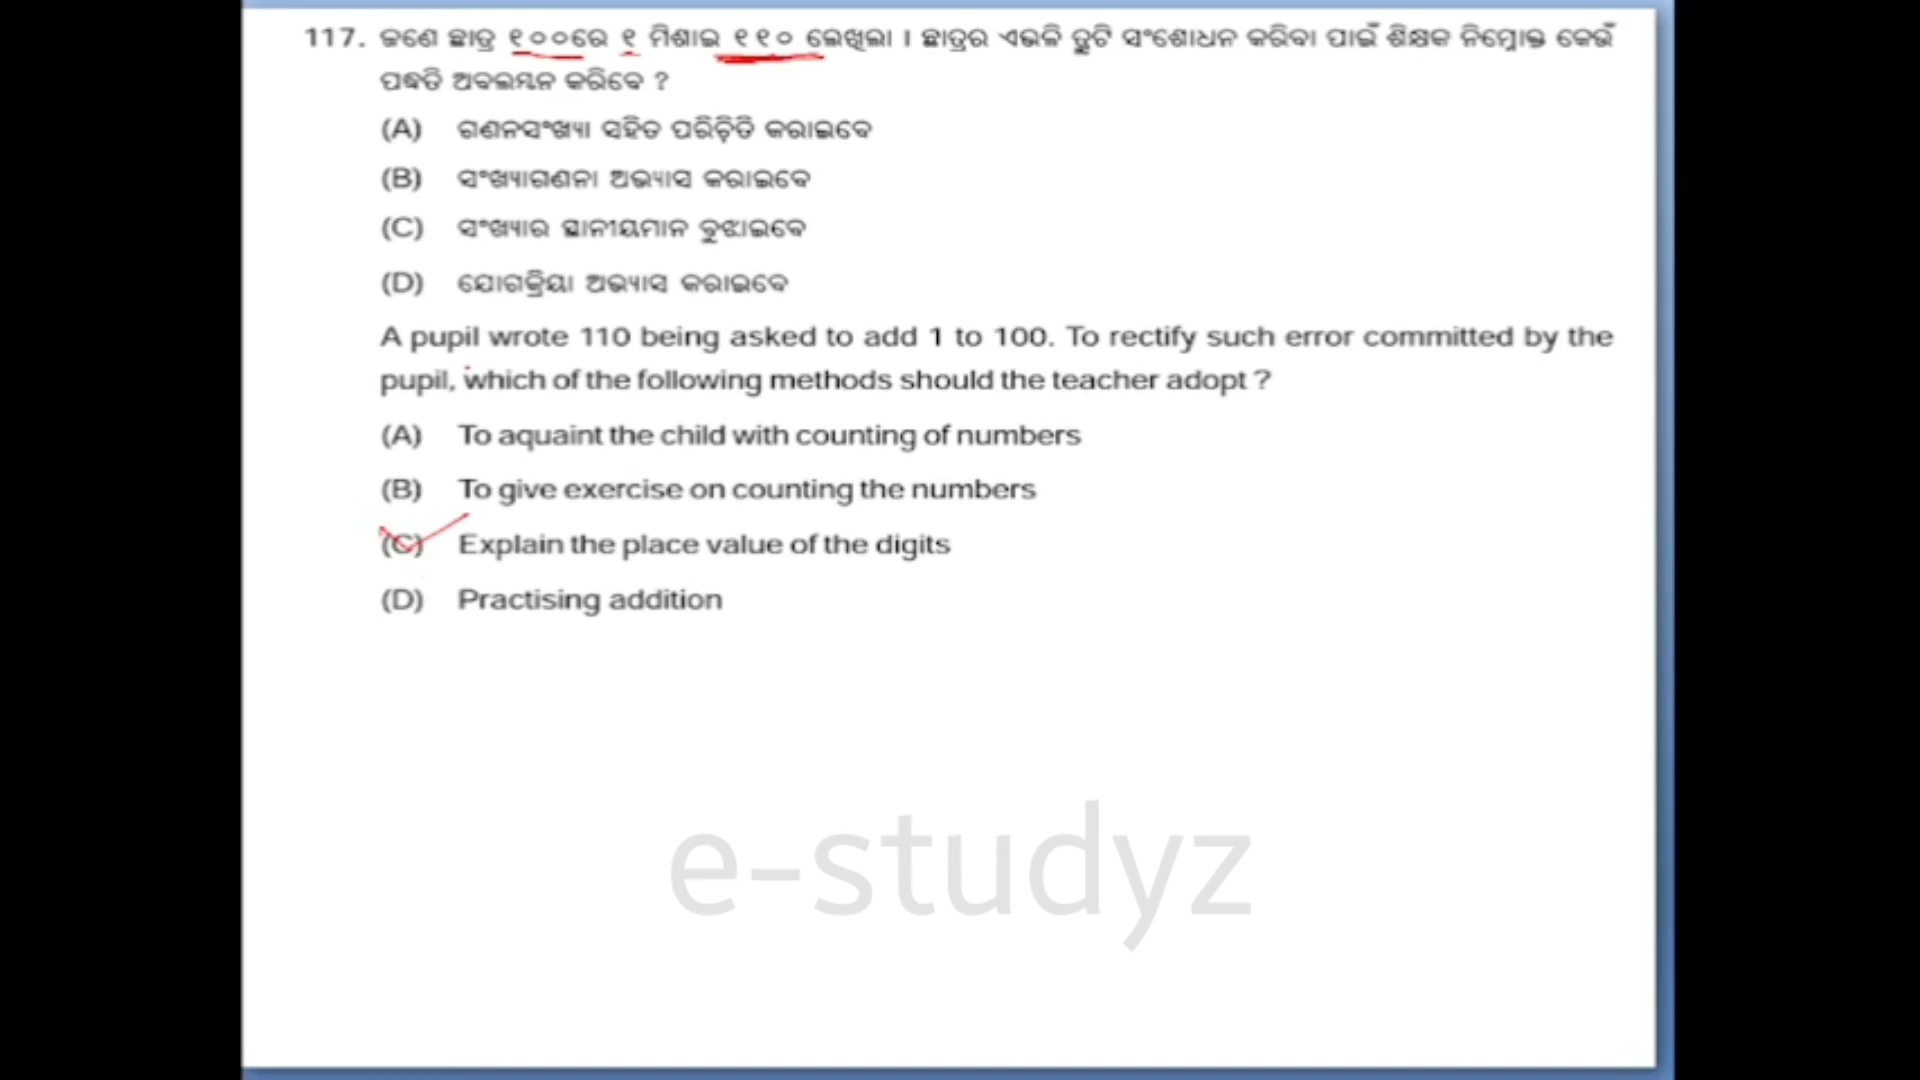 117. ଜଣେ ଛାତ୍ର ୧୦୦ରେ ୧ ମିଶାଇ ୧୧୦ ଲେଖିଲା । ଛାତ୍ରର ଏଭଳି ତ୍ରୁଟି ସଂଶୋଧନ କରିବା ପାଇଁ ଶିକ୍ଷକ ନିମ୍ନୋକ୍ତ କେଉଁ
ପଦ୍ଧତି ଅବଲମ୍ବନ କରିବେ ?
(A) ଗଣନସଂଖ୍ୟା ସହିତ ପରିଚିତି କରାଇବେ
(B) ସଂଖ୍ୟାଗଣନା ଅଭ୍ୟାସ କରାଇବେ
(C) ସଂଖ୍ୟାର ସ୍ଥାନୀୟମାନ ବୁଝାଇବେ
(D) ଯୋଗକ୍ରିୟା ଅଭ୍ୟାସ କରାଇବେ
A pupil wrote 110 being asked to add 1 to 100. To rectify such error committed by the
pupil, which of the following methods should the teacher adopt ?
(A) To aquaint the child with counting of numbers
(B) To give exercise on counting the numbers
(C) Explain the place value of the digits
(D) Practising addition
e-studyz